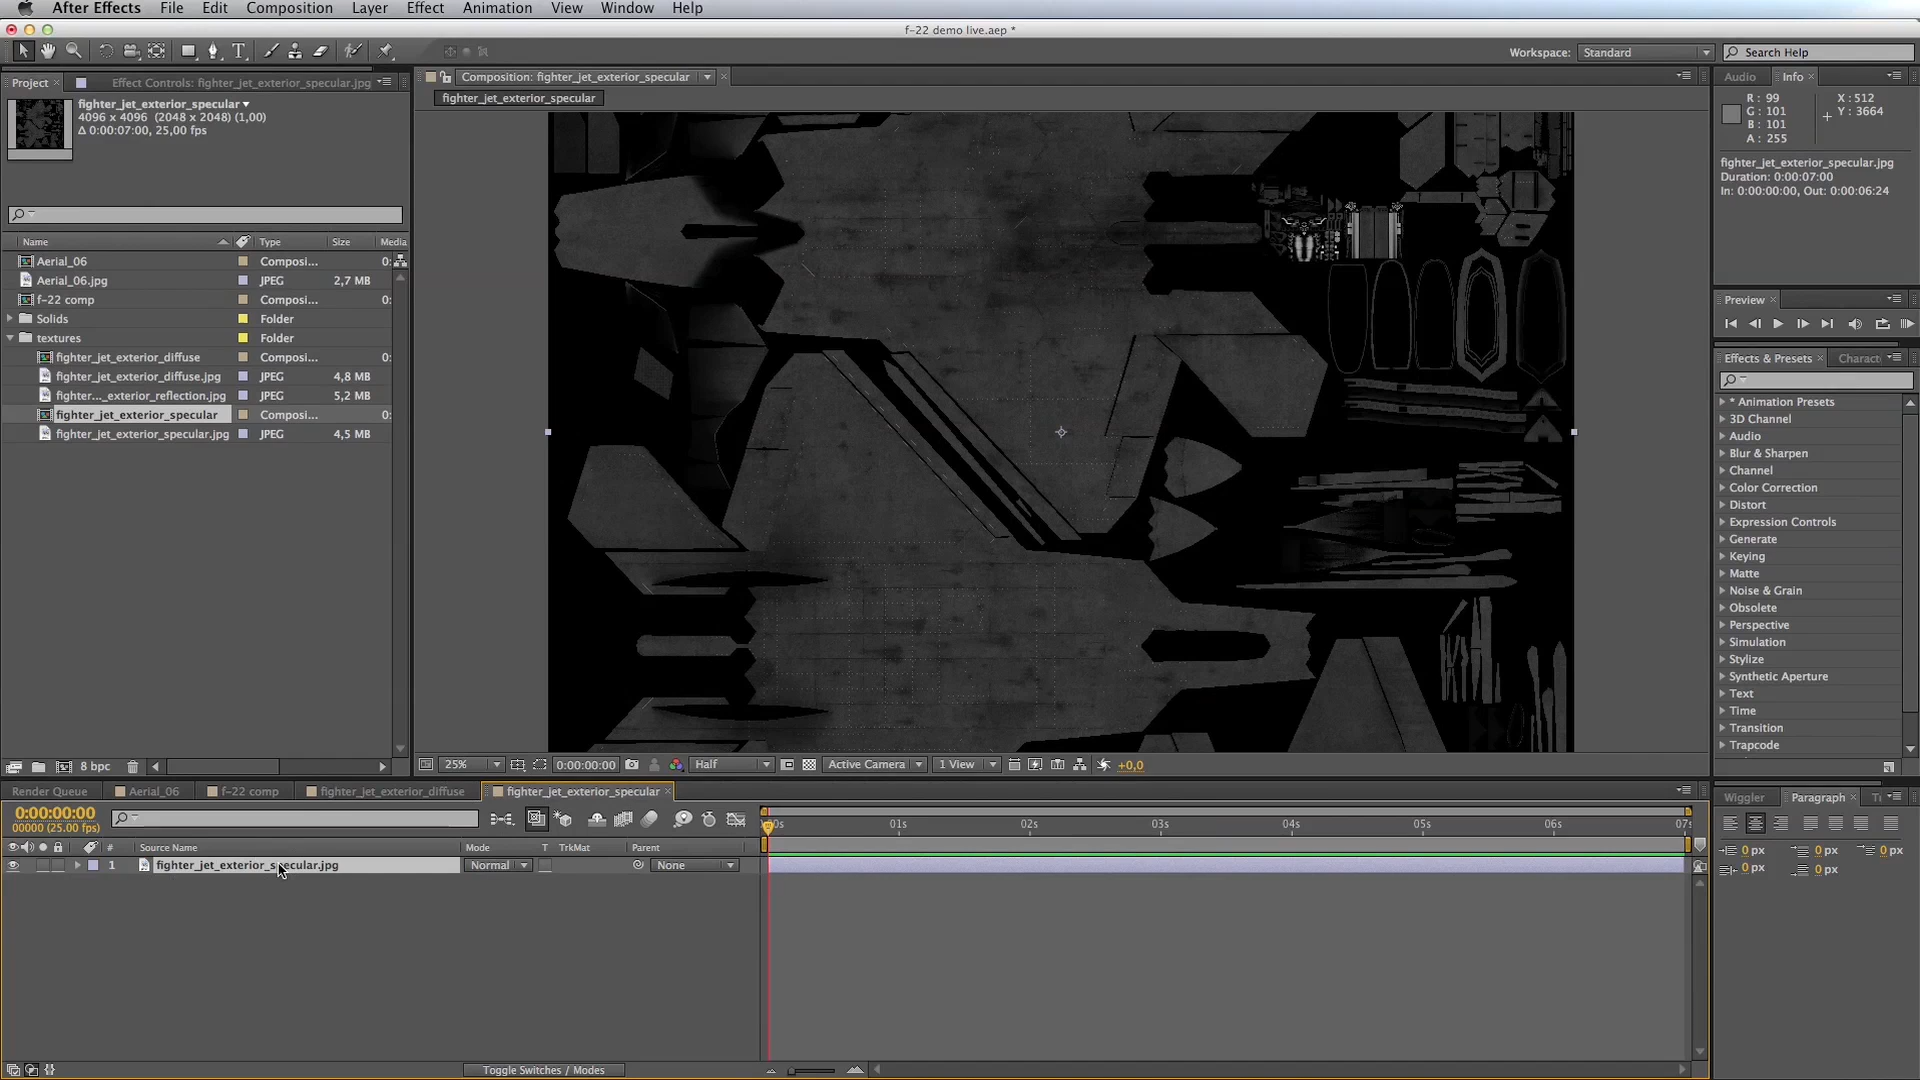 After Effects File Edit Composition Layer Effect Animation View Window Help
f-22 demo live.aep *
Workspace: Standard Search Help
Project Effect Controls: fighter_jet_exterior_specular.jpg
Composition: fighter_jet_exterior_specular
Audio Info
fighter_jet_exterior_specular
4096 x 4096 (2048 x 2048) (1,00)
Δ 0:00:07:00, 25,00 fps
fighter_jet_exterior_specular
R: 99
G: 101
B: 101
A: 255
X: 512
Y: 3664
fighter_jet_exterior_specular.jpg
Duration: 0:00:07:00
In: 0:00:00:00, Out: 0:00:06:24
Name Type Size Media
Aerial_06 Composi... 0:
Aerial_06.jpg JPEG 2,7 MB
f-22 comp Composi... 0:
Solids Folder
textures Folder
fighter_jet_exterior_diffuse Composi... 0:
fighter_jet_exterior_diffuse.jpg JPEG 4,8 MB
fighter..._exterior_reflection.jpg JPEG 5,2 MB
fighter_jet_exterior_specular Composi... 0:
fighter_jet_exterior_specular.jpg JPEG 4,5 MB
Preview
Effects & Presets Charact
* Animation Presets
3D Channel
Audio
Blur & Sharpen
Channel
Color Correction
Distort
Expression Controls
Generate
Keying
Matte
Noise & Grain
Obsolete
Perspective
Simulation
Stylize
Synthetic Aperture
Text
Time
Transition
Trapcode
8 bpc
25% 0:00:00:00 Half Active Camera 1 View +0,0
Render Queue Aerial_06 f-22 comp fighter_jet_exterior_diffuse fighter_jet_exterior_specular
0:00:00:00
00000 (25.00 fps)
01s 02s 03s 04s 05s 06s 07s
# Source Name Mode T TrkMat Parent
1 fighter_jet_exterior_specular.jpg Normal None
Toggle Switches / Modes
Wiggler Paragraph
0 px 0 px 0 px
0 px 0 px